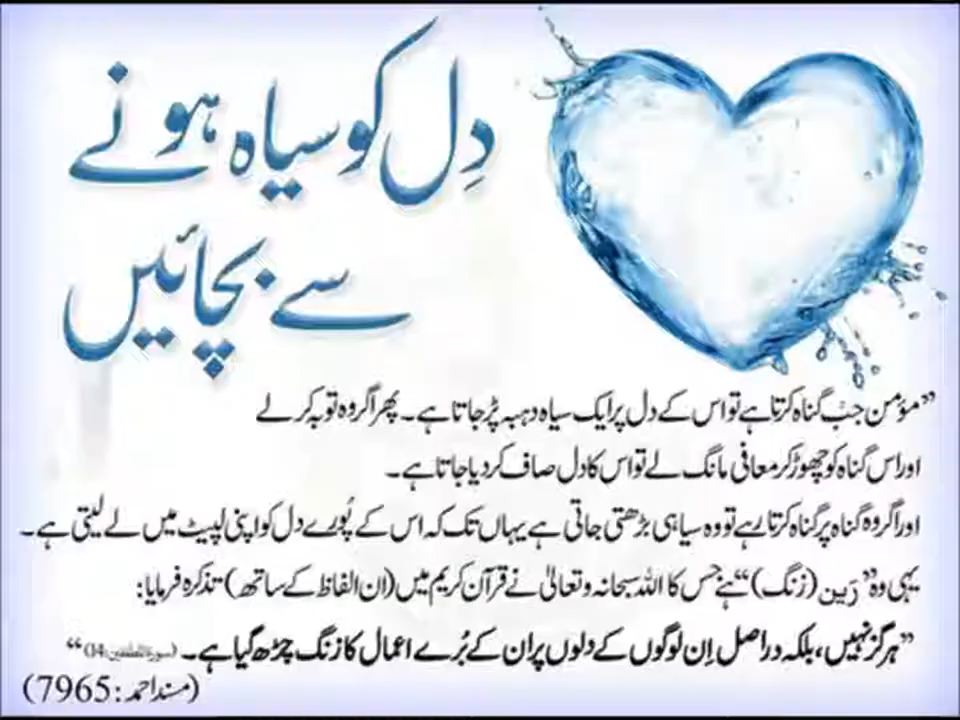 دِل کو سیاہ ہونے
سے بچائیں
”مؤمن جب گناہ کرتا ہے تو اس کے دل پر ایک سیاہ دہبہ پڑ جاتا ہے۔ پھر اگر وہ توبہ کر لے
اور اس گناہ کو چھوڑ کر معافی مانگ لے تو اس کا دل صاف کر دیا جاتا ہے۔
اور اگر وہ گناہ پر گناہ کرتا رہے تو وہ سیاہی بڑھتی جاتی ہے یہاں تک کہ اس کے پُورے دل کو اپنی لپیٹ میں لے لیتی ہے۔
یہی وہ ”رَین (زنگ)“ ہے جس کا اللہ سبحانہ وتعالیٰ نے قرآن کریم میں (ان الفاظ کے ساتھ) تذکرہ فرمایا:
”ہرگز نہیں، بلکہ دراصل اِن لوگوں کے دلوں پر ان کے بُرے اعمال کا زنگ چڑھ گیا ہے۔ (سورۃ المطففین:14)“
(مسند احمد: 7965)